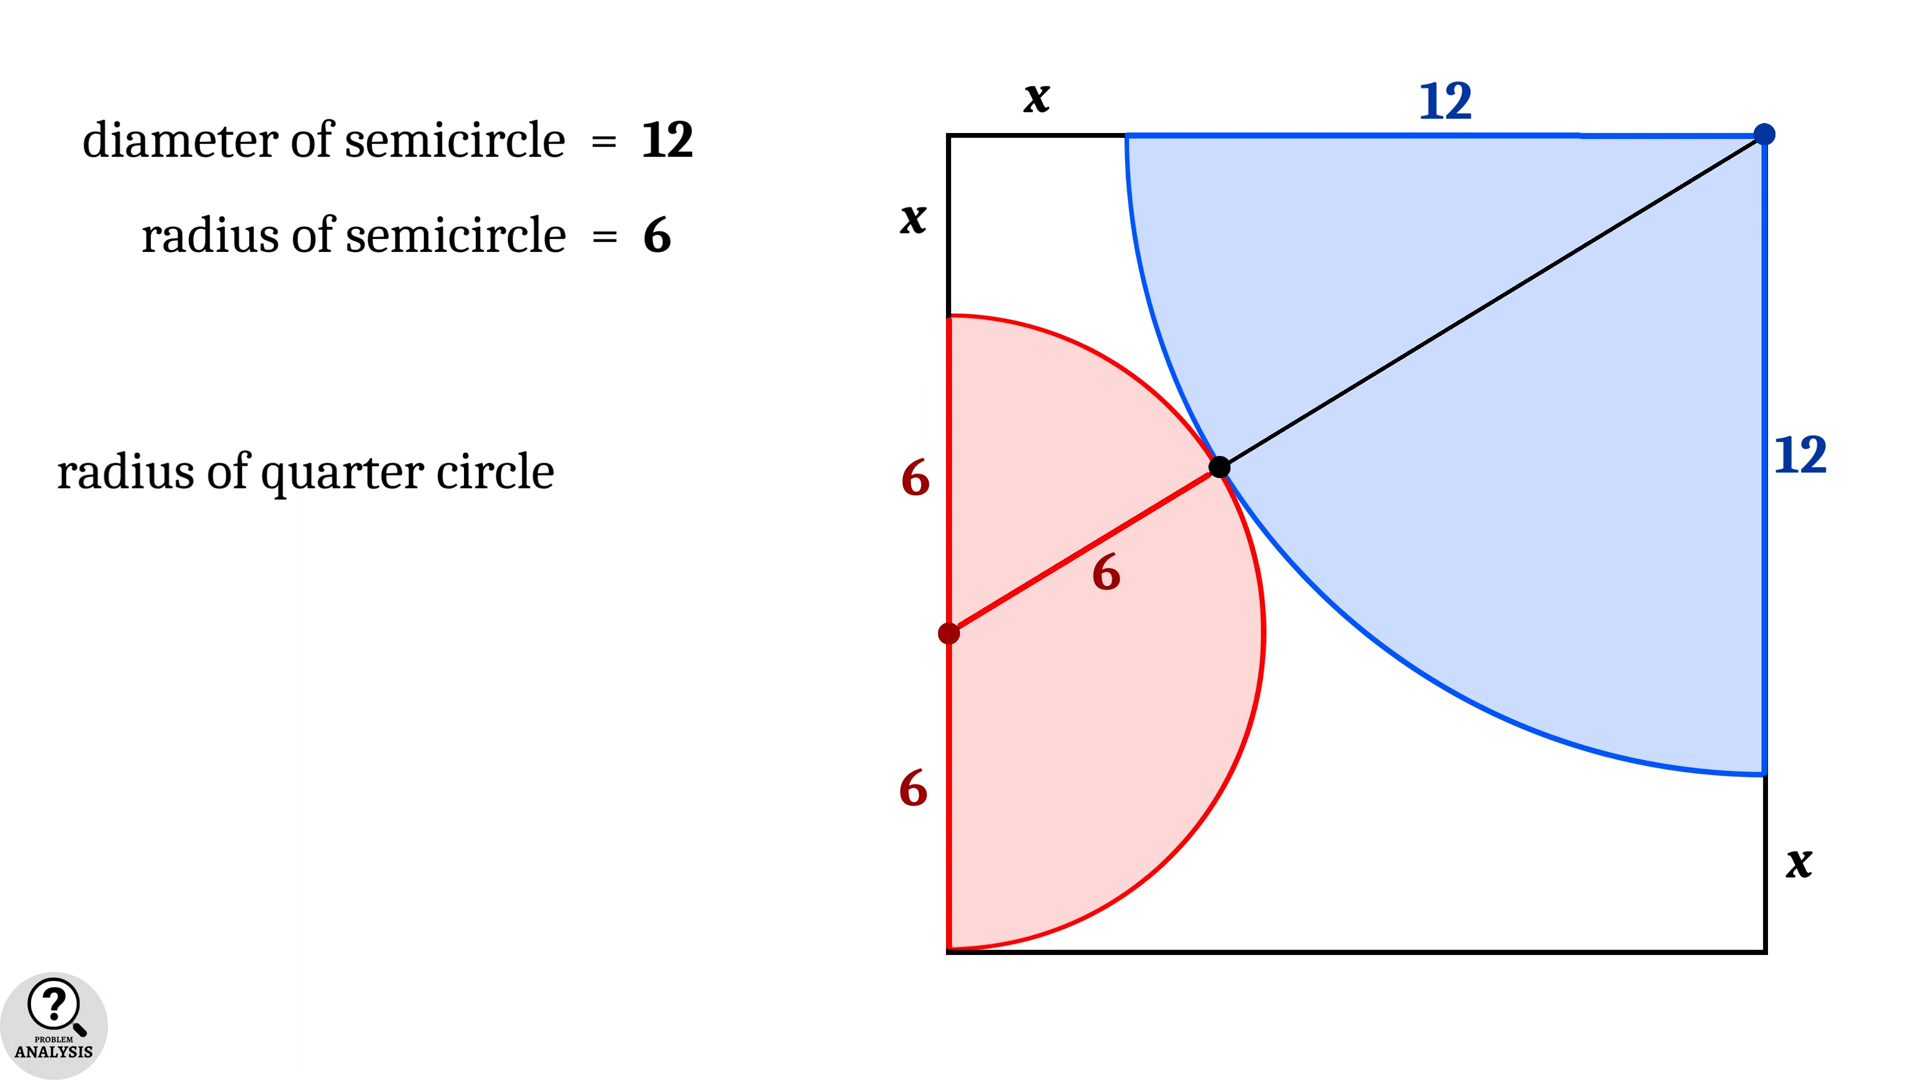 diameter of semicircle = 12
radius of semicircle = 6
radius of quarter circle
x
12
x
6
6
12
6
x
?
PROBLEM
ANALYSIS